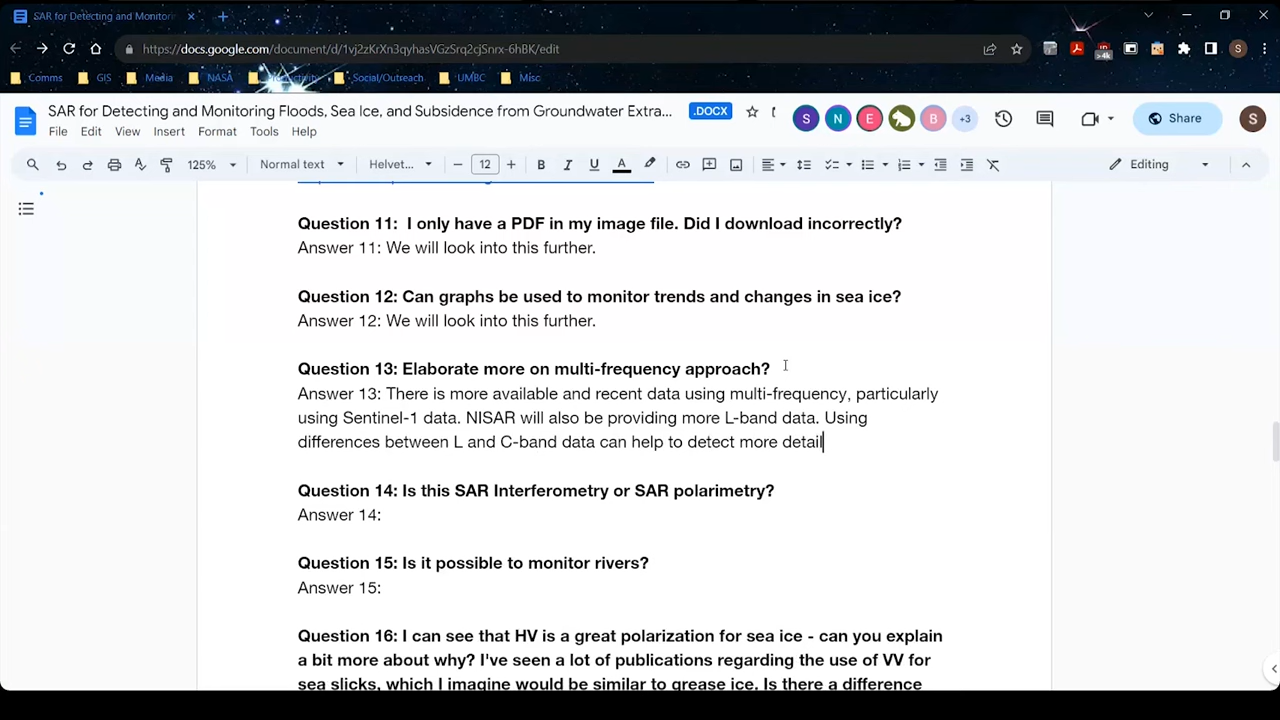 SAR for Detecting and Monitorin
https://docs.google.com/document/d/1vj2zKrXn3qyhasVGzSrq2cjSnrx-6hBK/edit
>4k
S
Comms GIS Media NASA Productivity Social/Outreach UMBC Misc
SAR for Detecting and Monitoring Floods, Sea Ice, and Subsidence from Groundwater Extra... .DOCX
S N E B +3 Share S
File Edit View Insert Format Tools Help
125% Normal text Helvet... 12 B I U A Editing
Question 11: I only have a PDF in my image file. Did I download incorrectly?
Answer 11: We will look into this further.
Question 12: Can graphs be used to monitor trends and changes in sea ice?
Answer 12: We will look into this further.
Question 13: Elaborate more on multi-frequency approach?
Answer 13: There is more available and recent data using multi-frequency, particularly
using Sentinel-1 data. NISAR will also be providing more L-band data. Using
differences between L and C-band data can help to detect more detail
Question 14: Is this SAR Interferometry or SAR polarimetry?
Answer 14:
Question 15: Is it possible to monitor rivers?
Answer 15:
Question 16: I can see that HV is a great polarization for sea ice - can you explain
a bit more about why? I've seen a lot of publications regarding the use of VV for
sea slicks, which I imagine would be similar to grease ice. Is there a difference